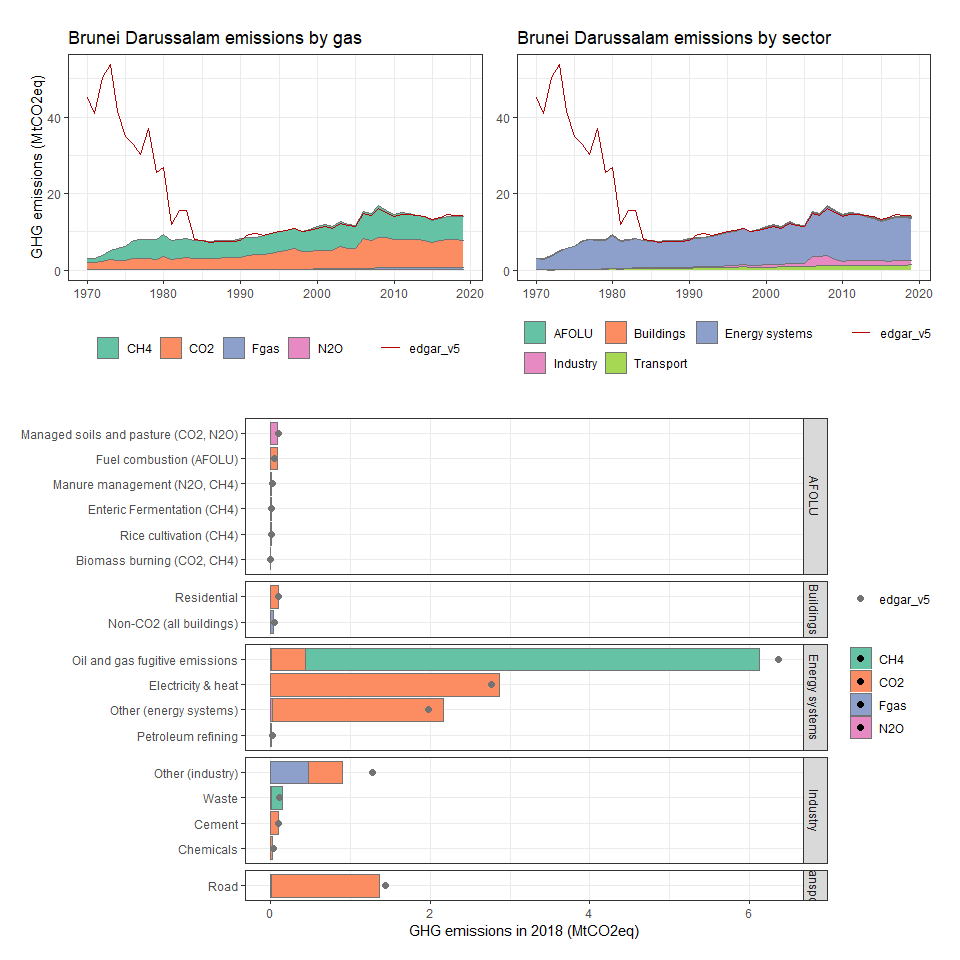 Brunei Darussalam emissions by gas
Brunei Darussalam emissions by sector
GHG emissions (MtCO2eq)
40
20
0
1970 1980 1990 2000 2010 2020
40
20
0
1970 1980 1990 2000 2010 2020
CH4 CO2 Fgas N2O edgar_v5
AFOLU Buildings Energy systems edgar_v5
Industry Transport
Managed soils and pasture (CO2, N2O)
Fuel combustion (AFOLU)
Manure management (N2O, CH4)
Enteric Fermentation (CH4)
Rice cultivation (CH4)
Biomass burning (CO2, CH4)
AFOLU
Residential
Non-CO2 (all buildings)
Buildings
Oil and gas fugitive emissions
Electricity & heat
Other (energy systems)
Petroleum refining
Energy systems
Other (industry)
Waste
Cement
Chemicals
Industry
Road
anspo
0 2 4 6
GHG emissions in 2018 (MtCO2eq)
edgar_v5
CH4
CO2
Fgas
N2O